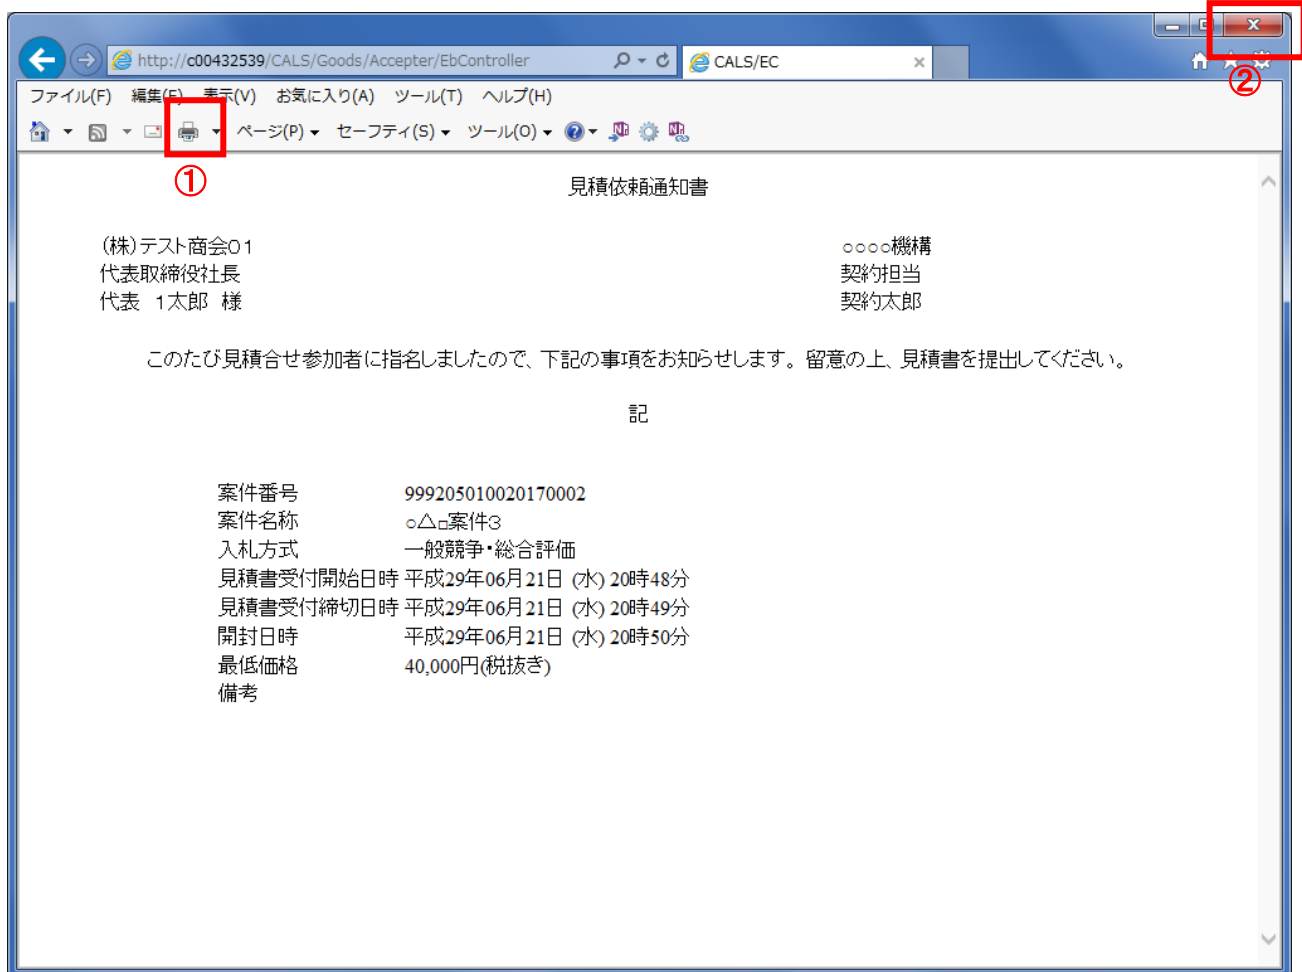 x
②
http://c00432539/CALS/Goods/Accepter/EbController
CALS/EC
ファイル(F) 編集(E) 表示(V) お気に入り(A) ツール(T) ヘルプ(H)
ページ(P) セーフティ(S) ツール(O)
①
見積依頼通知書
(株)テスト商会01 ○○○○機構
代表取締役社長 契約担当
代表 1太郎 様 契約太郎
このたび見積合せ参加者に指名しましたので、下記の事項をお知らせします。留意の上、見積書を提出してください。
記
案件番号 999205010020170002
案件名称 ○△□案件3
入札方式 一般競争・総合評価
見積書受付開始日時 平成29年06月21日 (水) 20時48分
見積書受付締切日時 平成29年06月21日 (水) 20時49分
開封日時 平成29年06月21日 (水) 20時50分
最低価格 40,000円(税抜き)
備考